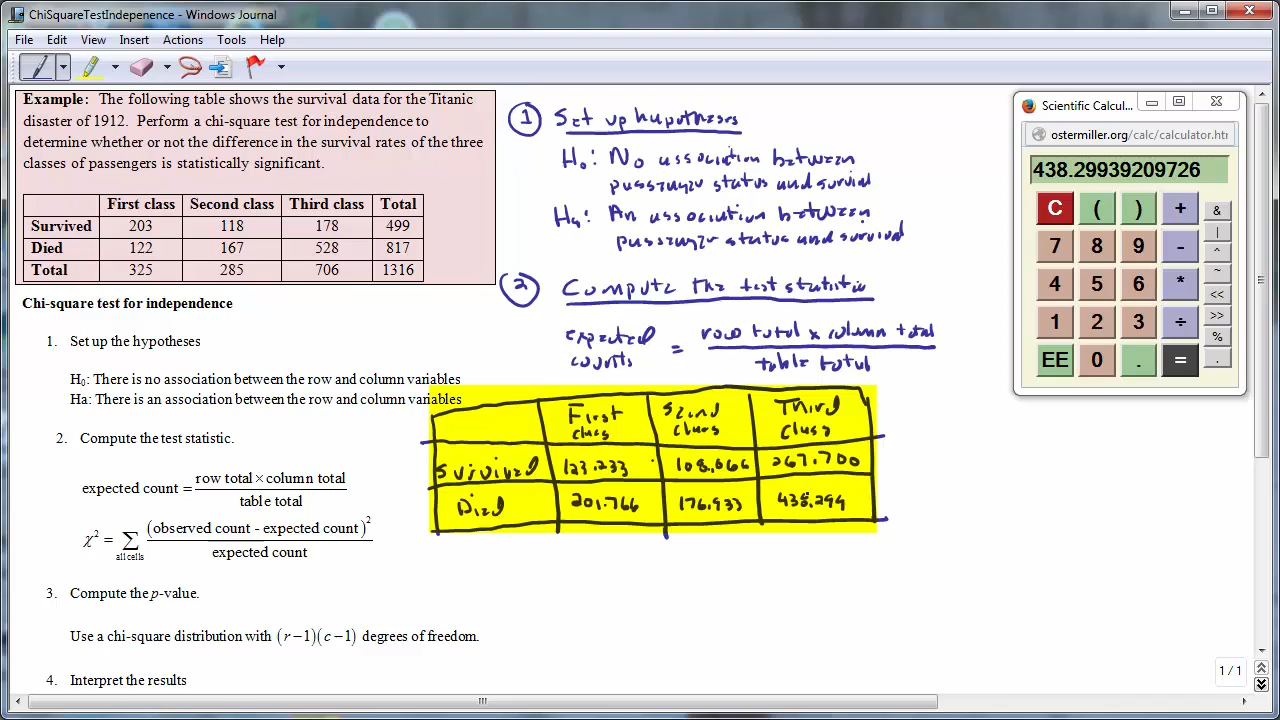 ChiSquareTestIndepenence - Windows Journal
File Edit View Insert Actions Tools Help
Example: The following table shows the survival data for the Titanic
disaster of 1912. Perform a chi-square test for independence to
determine whether or not the difference in the survival rates of the three
classes of passengers is statistically significant.
First class Second class Third class Total
Survived 203 118 178 499
Died 122 167 528 817
Total 325 285 706 1316
Chi-square test for independence
1. Set up the hypotheses
H0: There is no association between the row and column variables
Ha: There is an association between the row and column variables
2. Compute the test statistic.
expected count = row total × column total
table total
χ² = ∑ (observed count - expected count)²
all cells expected count
3. Compute the p-value.
Use a chi-square distribution with (r − 1)(c − 1) degrees of freedom.
4. Interpret the results
1 Set up hypotheses
H0: No association between
passenger status and survival
Ha: An association between
passenger status and survival
2 Compute the test statistic
expected counts = row total x column total
table total
First class Second class Third class
Survived 123.233 108.066 267.700
Died 201.766 176.933 438.299
Scientific Calcu...
ostermiller.org/calc/calculator.htm
438.29939209726
C ( ) + &
7 8 9 - | ^
4 5 6 * ~ <<
1 2 3 ÷ >> %
EE 0 . = .
1 / 1